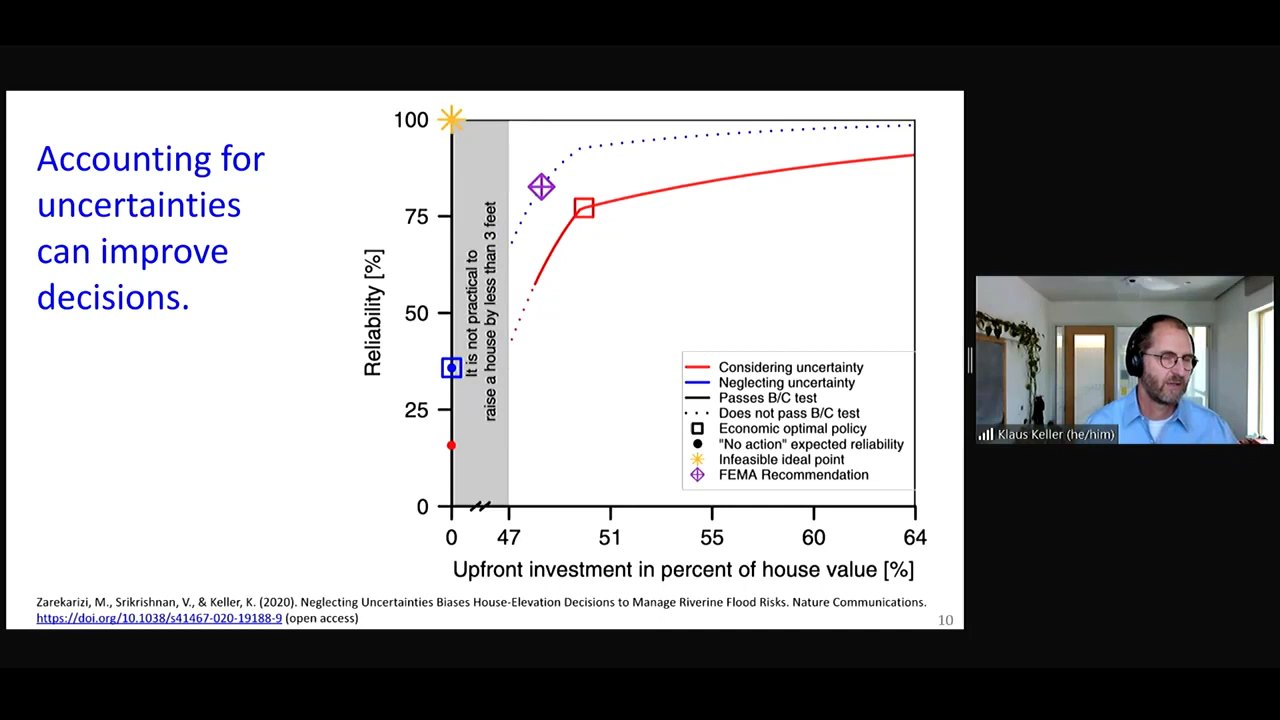 Accounting for
uncertainties
can improve
decisions.
100
75
50
25
0
Reliability [%]
It is not practical to
raise a house by less than 3 feet
Considering uncertainty
Neglecting uncertainty
Passes B/C test
Does not pass B/C test
Economic optimal policy
"No action" expected reliability
Infeasible ideal point
FEMA Recommendation
0 47 51 55 60 64
Upfront investment in percent of house value [%]
Zarekarizi, M., Srikrishnan, V., & Keller, K. (2020). Neglecting Uncertainties Biases House-Elevation Decisions to Manage Riverine Flood Risks. Nature Communications.
https://doi.org/10.1038/s41467-020-19188-9 (open access)
10
Klaus Keller (he/him)